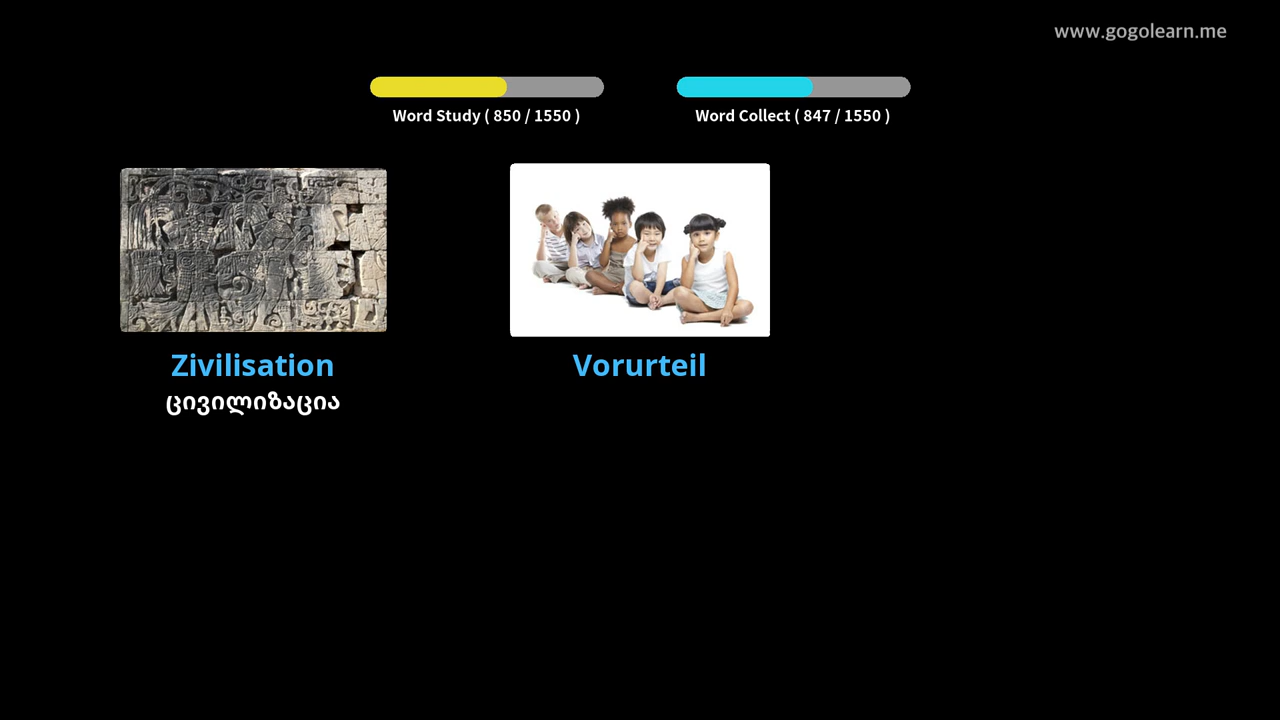 www.gogolearn.me
Word Study ( 850 / 1550 )
Word Collect ( 847 / 1550 )
Zivilisation
ცივილიზაცია
Vorurteil